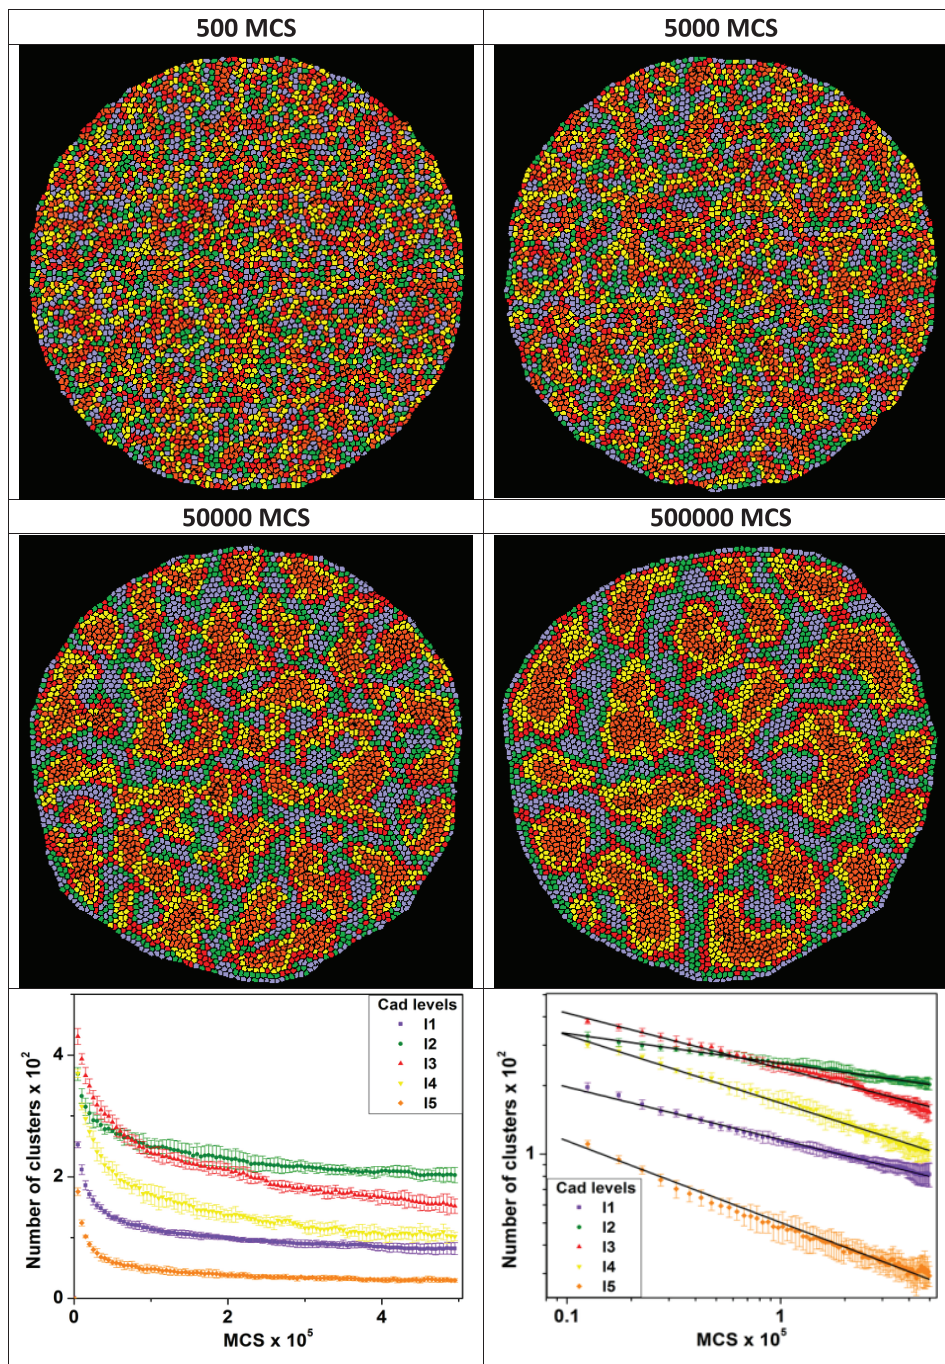 500 MCS
5000 MCS
50000 MCS
500000 MCS
Number of clusters x 10²
4
2
0
0
2
4
MCS x 10⁵
Cad levels
l1
l2
l3
l4
l5
Number of clusters x 10²
1
0.1
1
MCS x 10⁵
Cad levels
l1
l2
l3
l4
l5